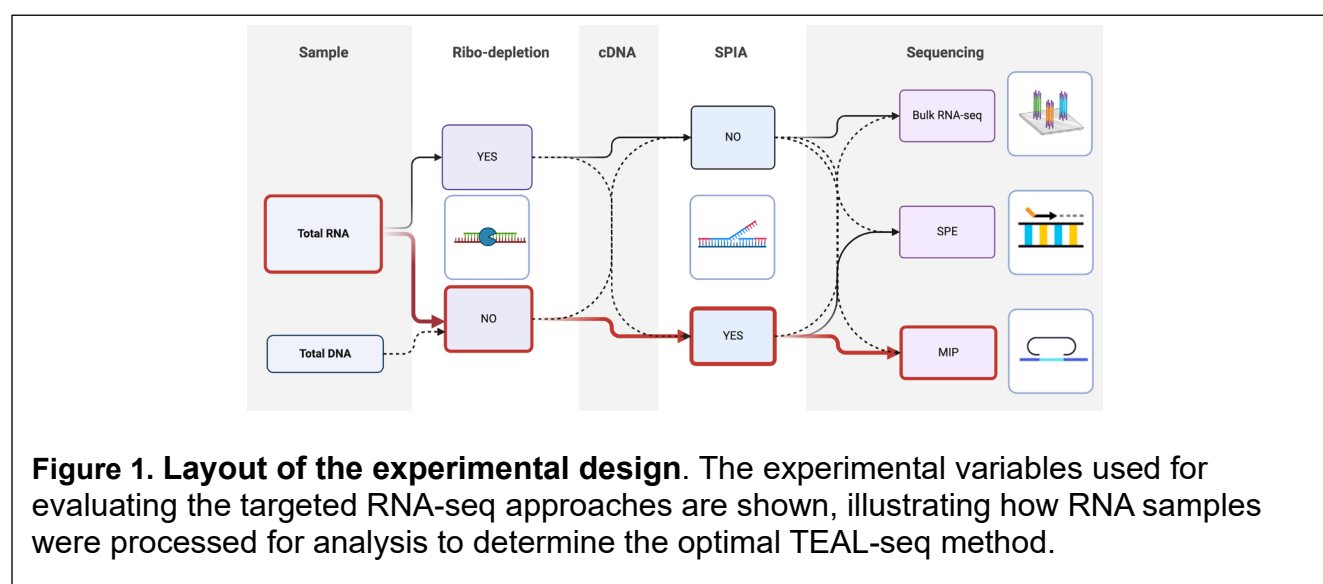 Sample
Ribo-depletion
cDNA
SPIA
Sequencing
YES
NO
Bulk RNA-seq
Total RNA
SPE
NO
YES
MIP
Total DNA
Figure 1. Layout of the experimental design. The experimental variables used for
evaluating the targeted RNA-seq approaches are shown, illustrating how RNA samples
were processed for analysis to determine the optimal TEAL-seq method.